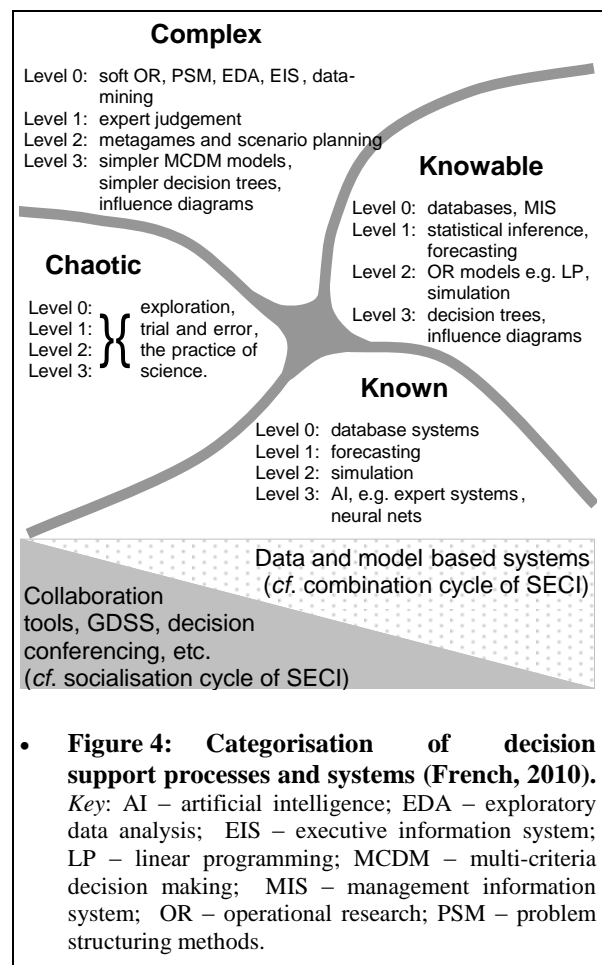 Complex
Level 0: soft OR, PSM, EDA, EIS, data-
mining
Level 1: expert judgement
Level 2: metagames and scenario planning
Level 3: simpler MCDM models,
simpler decision trees,
influence diagrams
Knowable
Level 0: databases, MIS
Level 1: statistical inference,
forecasting
Level 2: OR models e.g. LP,
simulation
Level 3: decision trees,
influence diagrams
Chaotic
Level 0: exploration,
Level 1: trial and error,
Level 2: the practice of
Level 3: science.
Known
Level 0: database systems
Level 1: forecasting
Level 2: simulation
Level 3: AI, e.g. expert systems,
neural nets
Data and model based systems
(cf. combination cycle of SECI)
Collaboration
tools, GDSS, decision
conferencing, etc.
(cf. socialisation cycle of SECI)
• Figure 4: Categorisation of decision
support processes and systems (French, 2010).
Key: AI – artificial intelligence; EDA – exploratory
data analysis; EIS – executive information system;
LP – linear programming; MCDM – multi-criteria
decision making; MIS – management information
system; OR – operational research; PSM – problem
structuring methods.